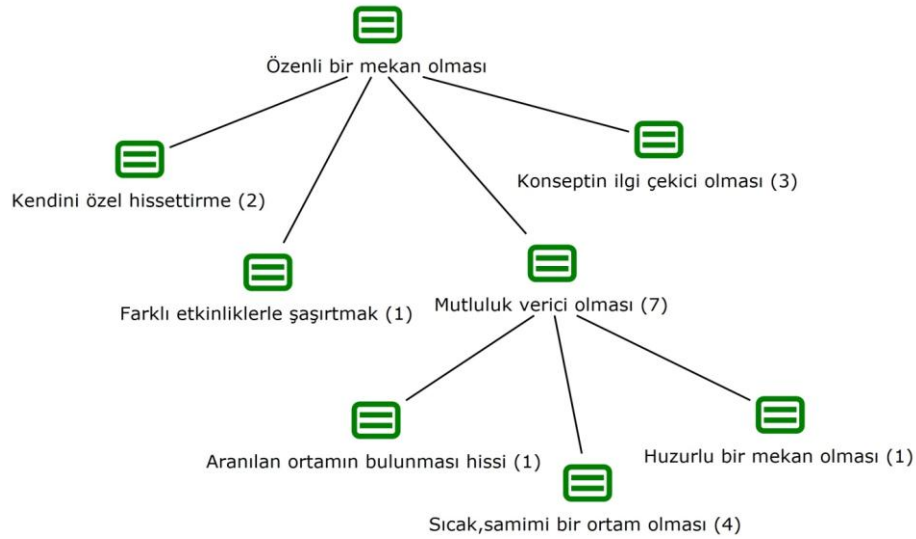 Özenli bir mekan olması
Konseptin ilgi çekici olması (3)
Kendini özel hissettirme (2)
Mutluluk verici olması (7)
Farklı etkinliklerle şaşırtmak (1)
Huzurlu bir mekan olması (1)
Aranılan ortamın bulunması hissi (1)
Sıcak,samimi bir ortam olması (4)